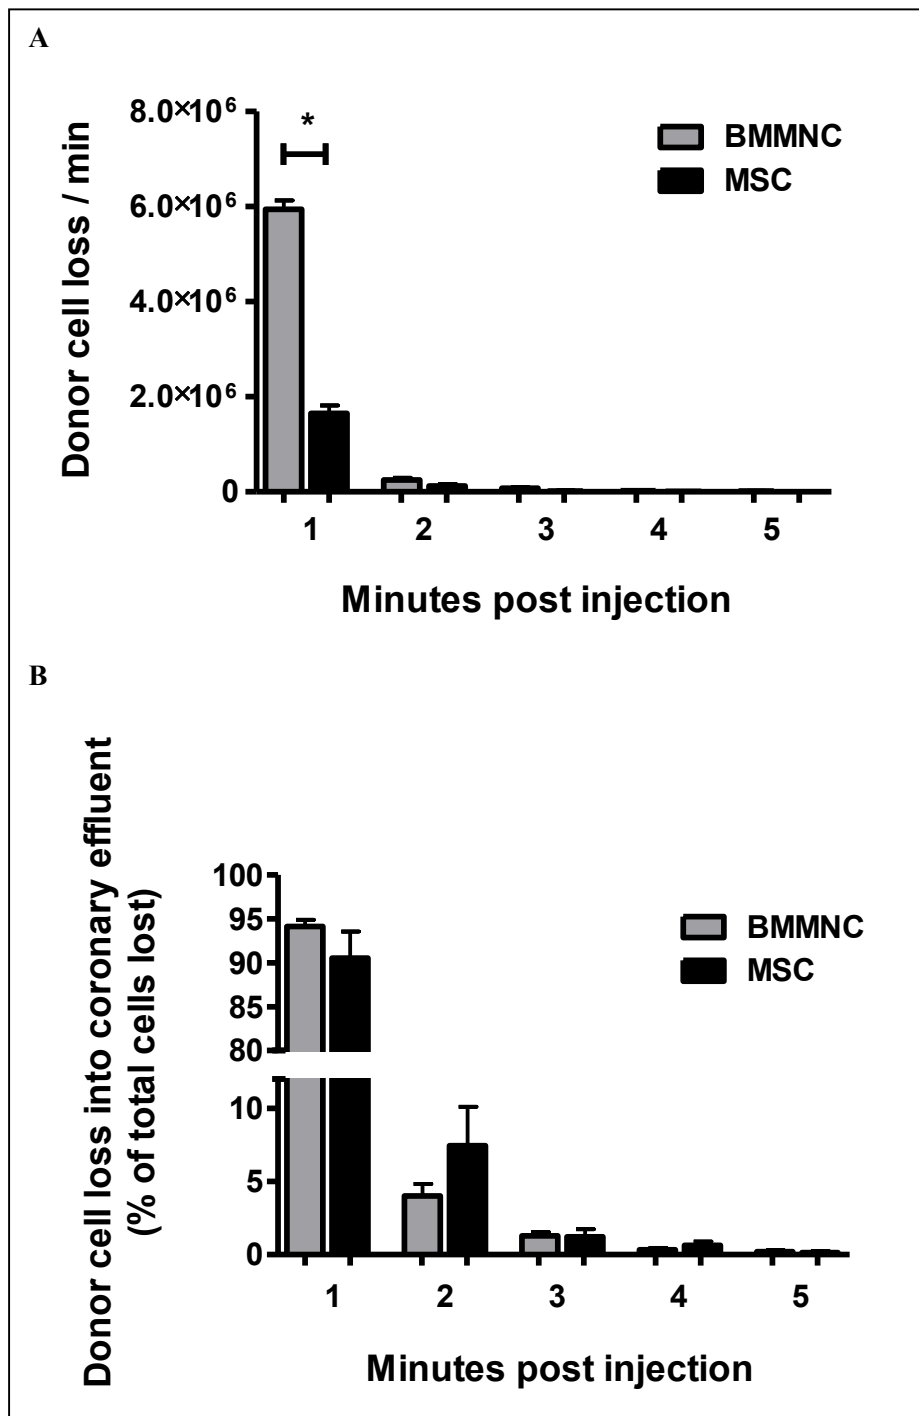 A
8.0×10⁶
6.0×10⁶
4.0×10⁶
2.0×10⁶
0
Donor cell loss / min
*
BMMNC
MSC
1 2 3 4 5
Minutes post injection
B
Donor cell loss into coronary effluent
(% of total cells lost)
100
95
90
85
80
10
5
0
BMMNC
MSC
1 2 3 4 5
Minutes post injection